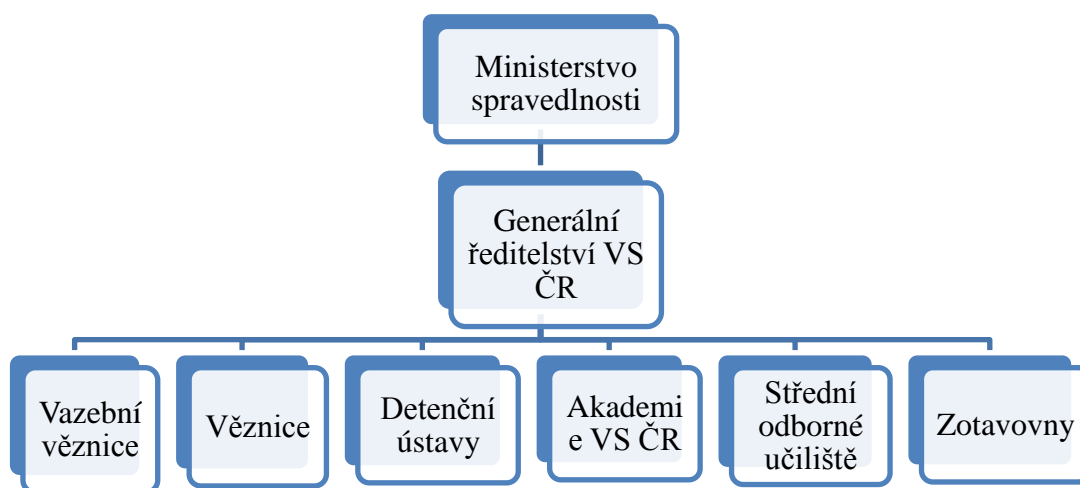 Ministerstvo
spravedlnosti
Generální
ředitelství VS
ČR
Vazební
věznice
Věznice
Detenční
ústavy
Akademi
e VS ČR
Střední
odborné
učiliště
Zotavovny